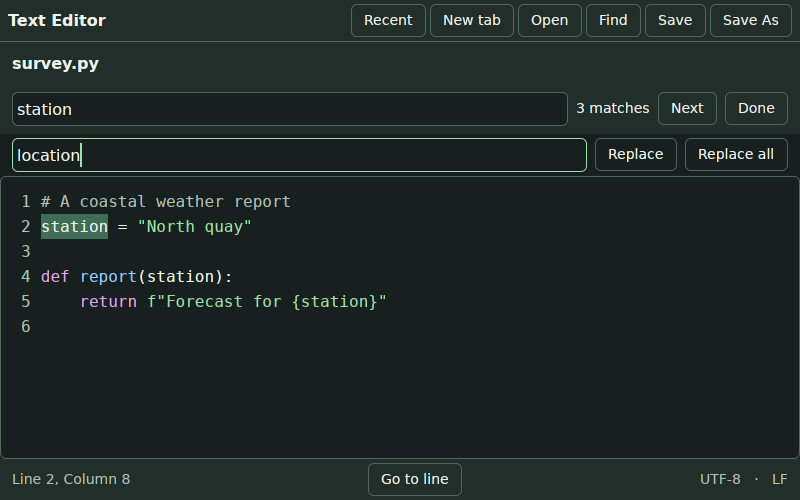 Text Editor Recent New tab Open Find Save Save As
survey.py
station 3 matches Next Done
location Replace Replace all
1 # A coastal weather report
2 station = "North quay"
3
4 def report(station):
5     return f"Forecast for {station}"
6
Line 2, Column 8 Go to line UTF-8 · LF